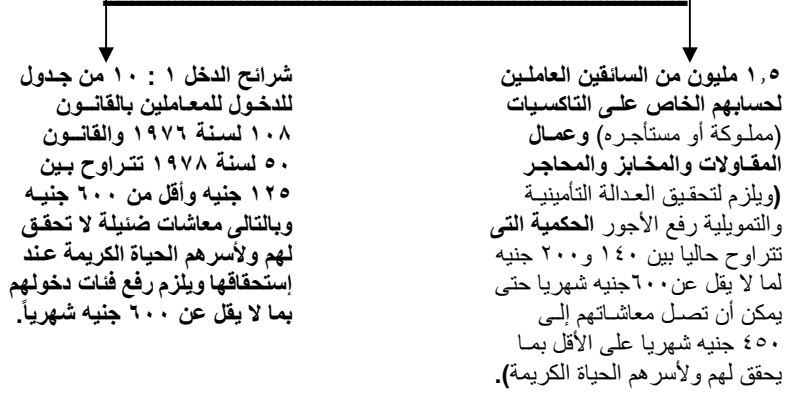 ١,٥ مليون من السائقين العاملين
لحسابهم الخاص على التاكسيات
(مملوكة أو مستأجره) وعمال
المقاولات والمخابز والمحاجر
(ويلزم لتحقيق العدالة التأمينية
والتمويلية رفع الأجور الحكمية التى
تتراوح حاليا بين ١٤٠ و٢٠٠ جنيه
لما لا يقل عن٦٠٠جنيه شهريا حتى
يمكن أن تصل معاشاتهم إلى
٤٥٠ جنيه شهريا على الأقل بما
يحقق لهم ولأسرهم الحياة الكريمة).
شرائح الدخل ١ : ١٠ من جدول
للدخول للمعاملين بالقانون
١٠٨ لسنة ١٩٧٦ والقانون
٥٠ لسنة ١٩٧٨ تتراوح بين
١٢٥ جنيه وأقل من ٦٠٠ جنيه
وبالتالى معاشات ضئيلة لا تحقق
لهم ولأسرهم الحياة الكريمة عند
إستحقاقها ويلزم رفع فئات دخولهم
بما لا يقل عن ٦٠٠ جنيه شهرياً.